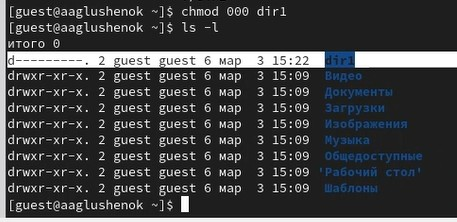 [guest@aaglushenok ~]$ chmod 000 dir1
[guest@aaglushenok ~]$ ls -l
итого 0
d---------. 2 guest guest 6 мар  3 15:22  dir1
drwxr-xr-x. 2 guest guest 6 мар  3 15:09  Видео
drwxr-xr-x. 2 guest guest 6 мар  3 15:09  Документы
drwxr-xr-x. 2 guest guest 6 мар  3 15:09  Загрузки
drwxr-xr-x. 2 guest guest 6 мар  3 15:09  Изображения
drwxr-xr-x. 2 guest guest 6 мар  3 15:09  Музыка
drwxr-xr-x. 2 guest guest 6 мар  3 15:09  Общедоступные
drwxr-xr-x. 2 guest guest 6 мар  3 15:09 'Рабочий стол'
drwxr-xr-x. 2 guest guest 6 мар  3 15:09  Шаблоны
[guest@aaglushenok ~]$